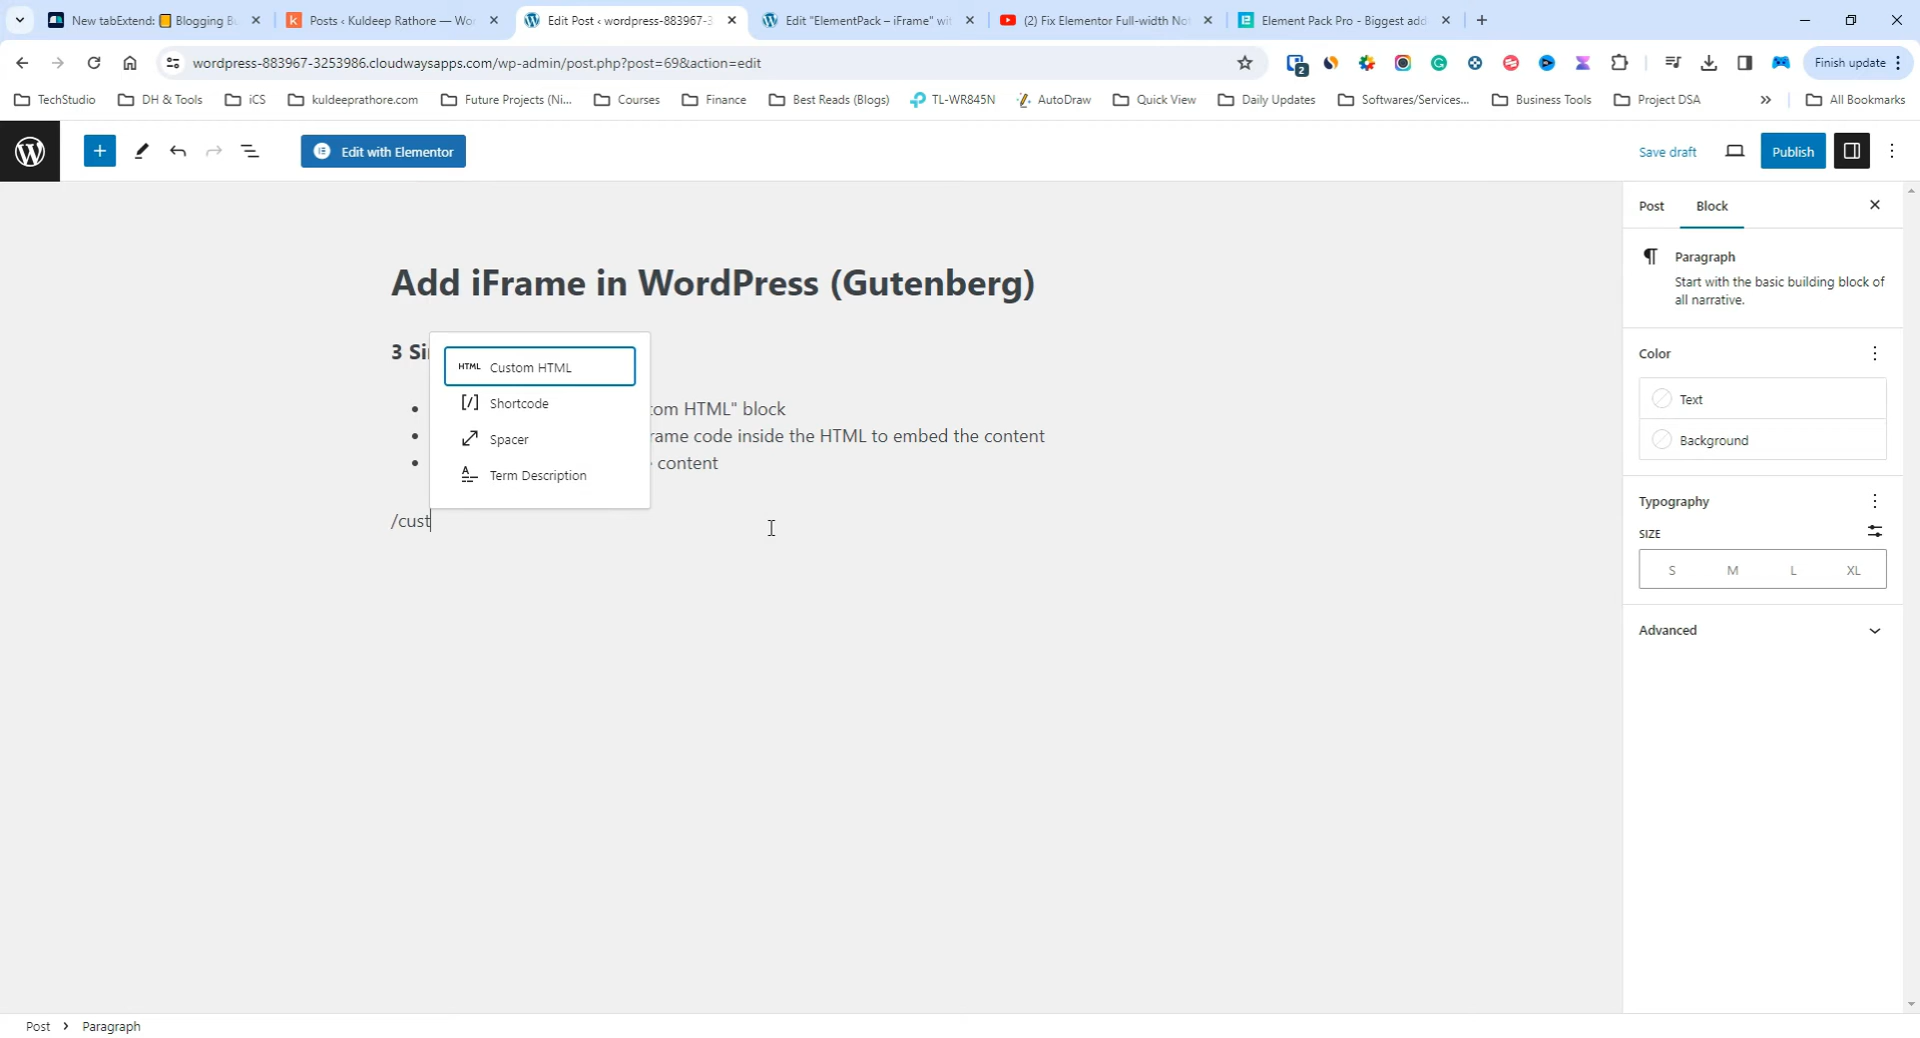 New tabExtend: Blogging Bu
Posts ‹ Kuldeep Rathore — Wor
Edit Post ‹ wordpress-883967-3
Edit "ElementPack – iFrame" wit
(2) Fix Elementor Full-width Not
Element Pack Pro - Biggest add
wordpress-883967-3253986.cloudwaysapps.com/wp-admin/post.php?post=69&action=edit
2
Finish update
TechStudio
DH & Tools
iCS
kuldeeprathore.com
Future Projects (Ni...
Courses
Finance
Best Reads (Blogs)
TL-WR845N
AutoDraw
Quick View
Daily Updates
Softwares/Services...
Business Tools
Project DSA
»
All Bookmarks
Edit with Elementor
Save draft
Publish
Post
Block
Paragraph
Start with the basic building block of
all narrative.
Color
Text
Background
Typography
SIZE
S M L XL
Advanced
Add iFrame in WordPress (Gutenberg)
3 Si
HTML Custom HTML
[/] Shortcode
Spacer
Term Description
tom HTML" block
rame code inside the HTML to embed the content
content
/cust
Post › Paragraph